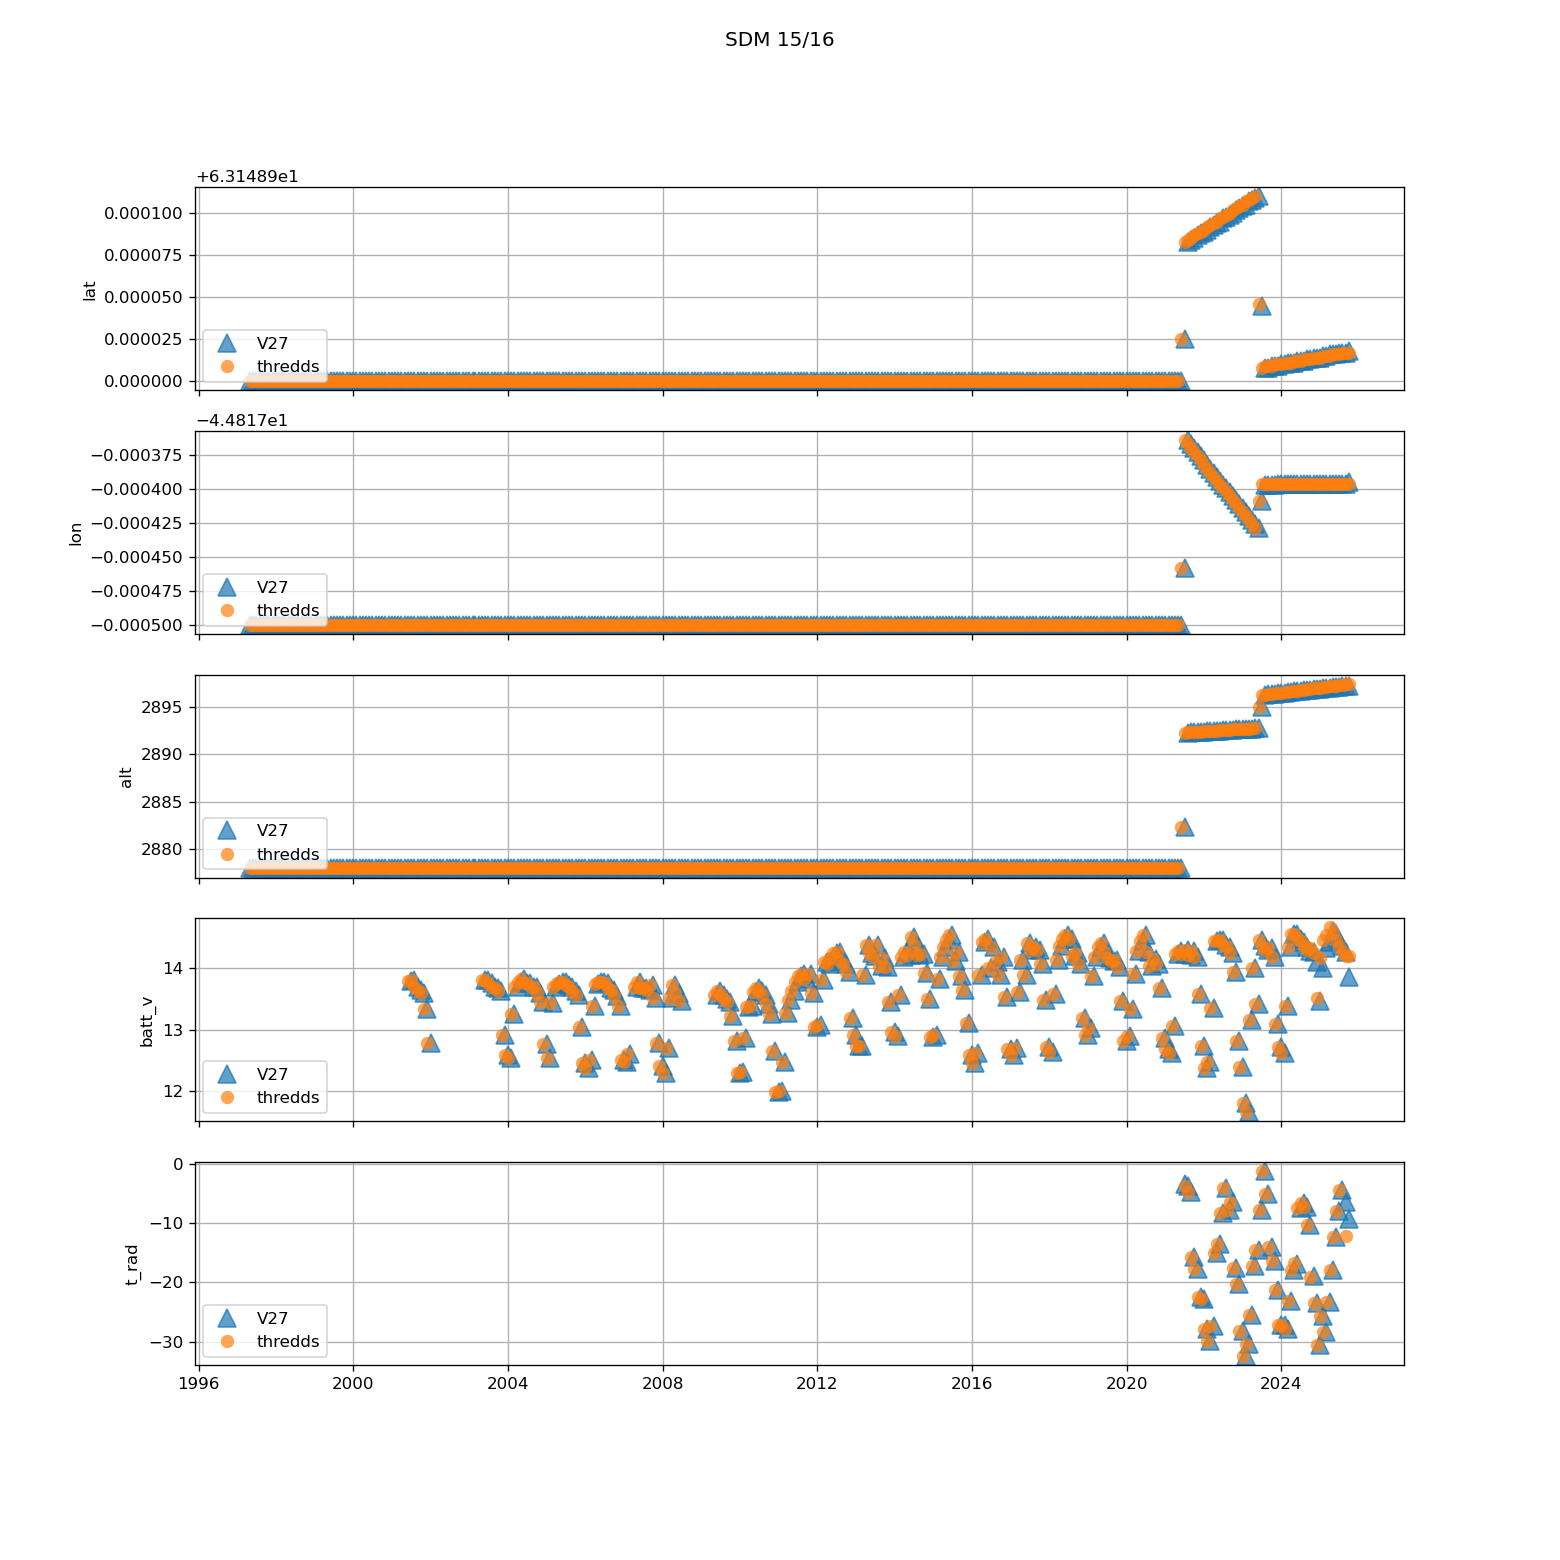 SDM 15/16
+6.31489e1
0.000100
0.000075
0.000050
0.000025
0.000000
lat
V27
thredds
−4.4817e1
−0.000375
−0.000400
−0.000425
−0.000450
−0.000475
−0.000500
lon
V27
thredds
2895
2890
2885
2880
alt
V27
thredds
14
13
12
batt_v
V27
thredds
0
−10
−20
−30
t_rad
V27
thredds
1996 2000 2004 2008 2012 2016 2020 2024